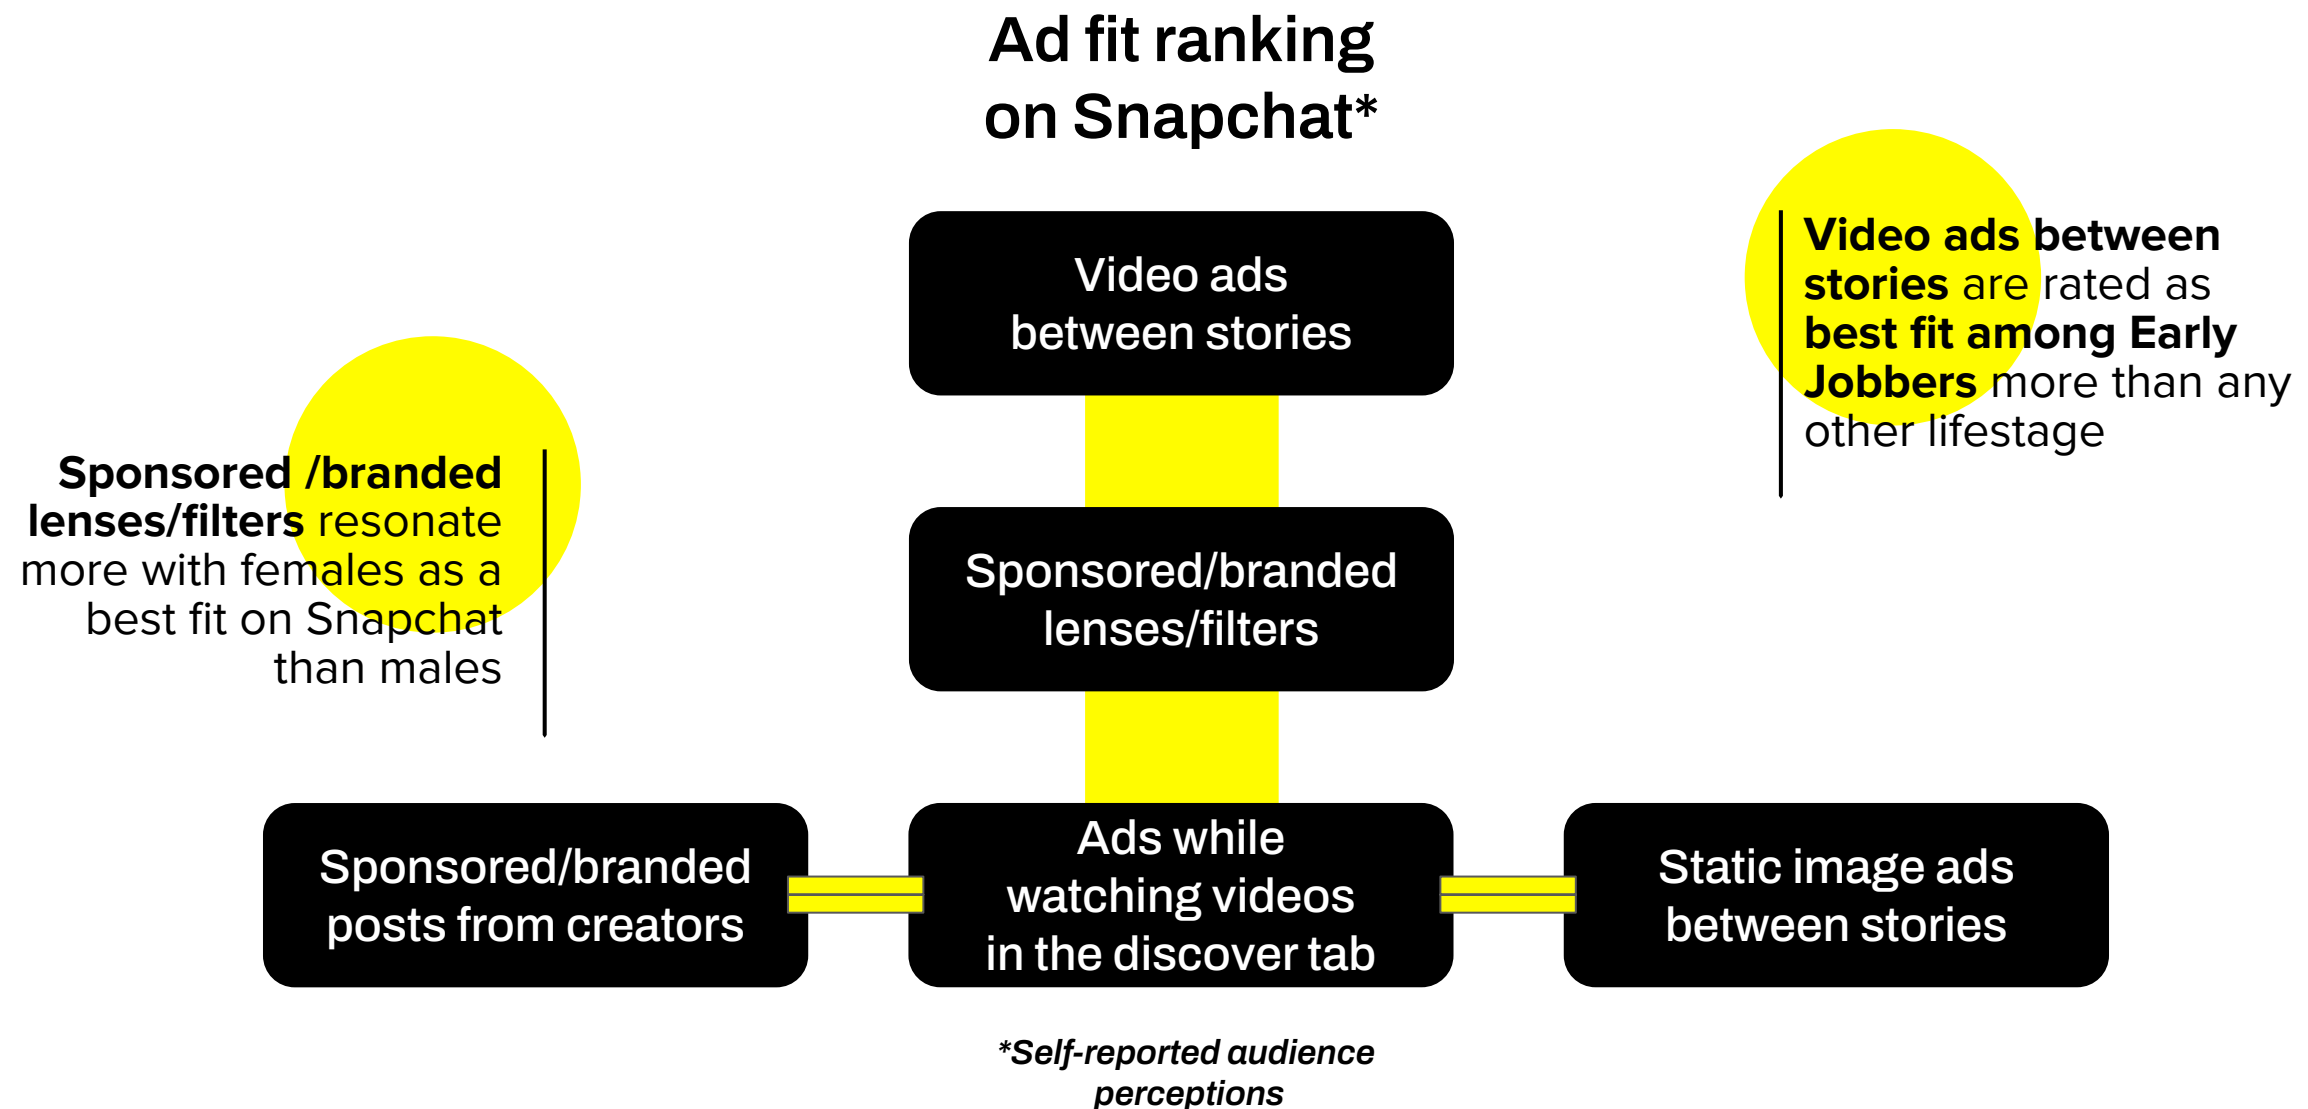 Ad fit ranking
on Snapchat*
Video ads
between stories
Video ads between
stories are rated as
best fit among Early
Jobbers more than any
other lifestage
Sponsored /branded
lenses/filters resonate
more with females as a
best fit on Snapchat
than males
Sponsored/branded
lenses/filters
Sponsored/branded
posts from creators
Ads while
watching videos
in the discover tab
Static image ads
between stories
*Self-reported audience
perceptions